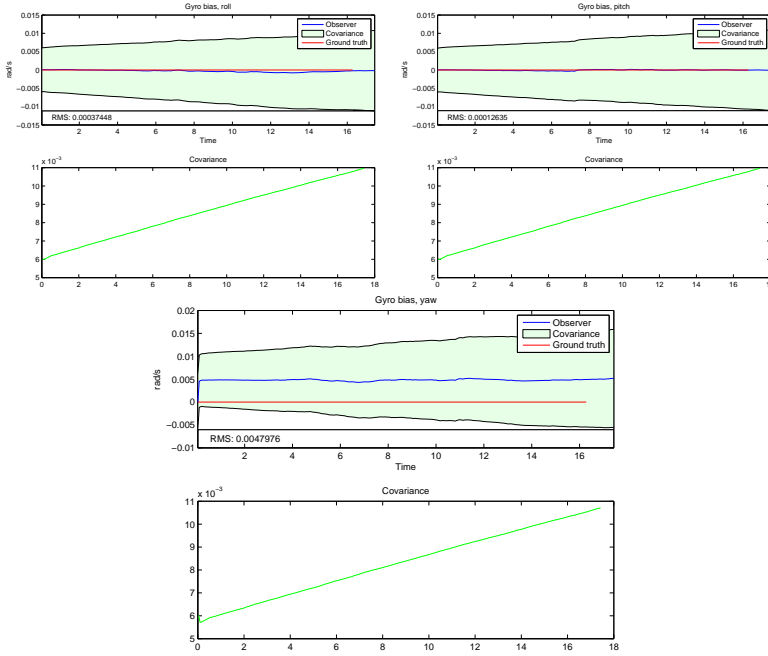 Gyro bias, roll
0.015
0.01
0.005
0
−0.005
−0.01
−0.015
rad/s
Observer
Covariance
Ground truth
RMS: 0.00037448
0 2 4 6 8 10 12 14 16
Time
Gyro bias, pitch
0.015
0.01
0.005
0
−0.005
−0.01
−0.015
rad/s
Observer
Covariance
Ground truth
RMS: 0.00012635
0 2 4 6 8 10 12 14 16
Time
Covariance
x 10⁻³
11
10
9
8
7
6
5
0 2 4 6 8 10 12 14 16 18
Covariance
x 10⁻³
11
10
9
8
7
6
5
0 2 4 6 8 10 12 14 16 18
Gyro bias, yaw
0.02
0.015
0.01
0.005
0
−0.005
−0.01
rad/s
Observer
Covariance
Ground truth
RMS: 0.0047976
0 2 4 6 8 10 12 14 16
Time
Covariance
x 10⁻³
11
10
9
8
7
6
5
0 2 4 6 8 10 12 14 16 18